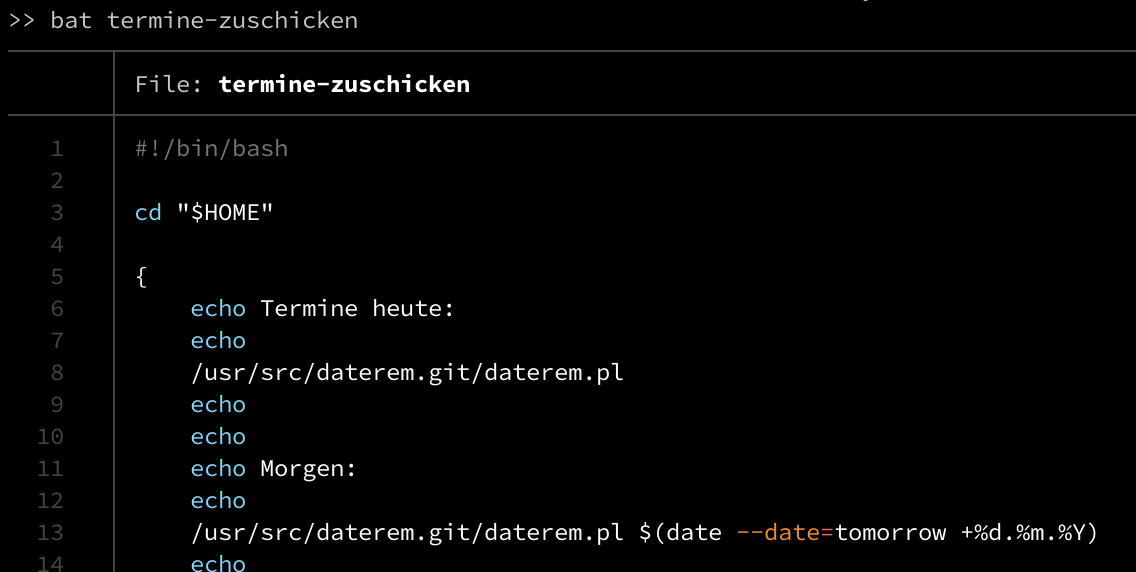 >> bat termine-zuschicken
File: termine-zuschicken
1 #!/bin/bash
2
3 cd "$HOME"
4
5 {
6 echo Termine heute:
7 echo
8 /usr/src/daterem.git/daterem.pl
9 echo
10 echo
11 echo Morgen:
12 echo
13 /usr/src/daterem.git/daterem.pl $(date --date=tomorrow +%d.%m.%Y)
14 echo